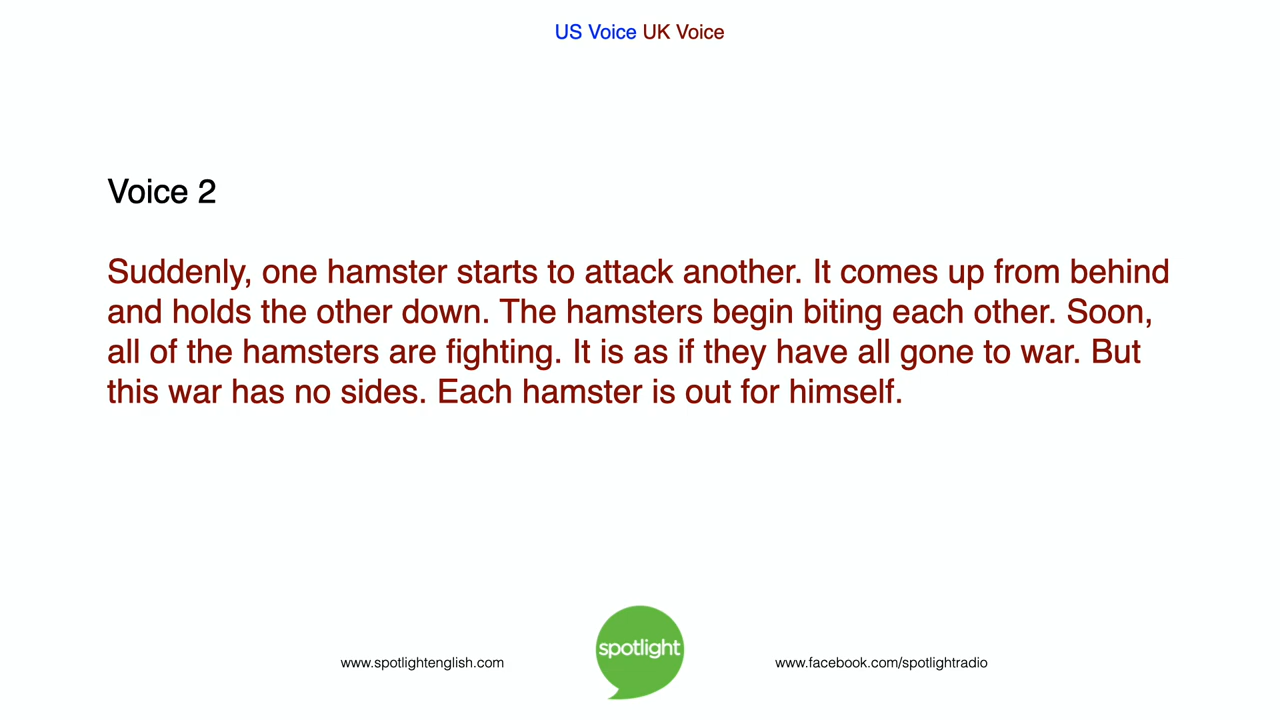 US Voice UK Voice
Voice 2
Suddenly, one hamster starts to attack another. It comes up from behind
and holds the other down. The hamsters begin biting each other. Soon,
all of the hamsters are fighting. It is as if they have all gone to war. But
this war has no sides. Each hamster is out for himself.
spotlight
www.spotlightenglish.com
www.facebook.com/spotlightradio